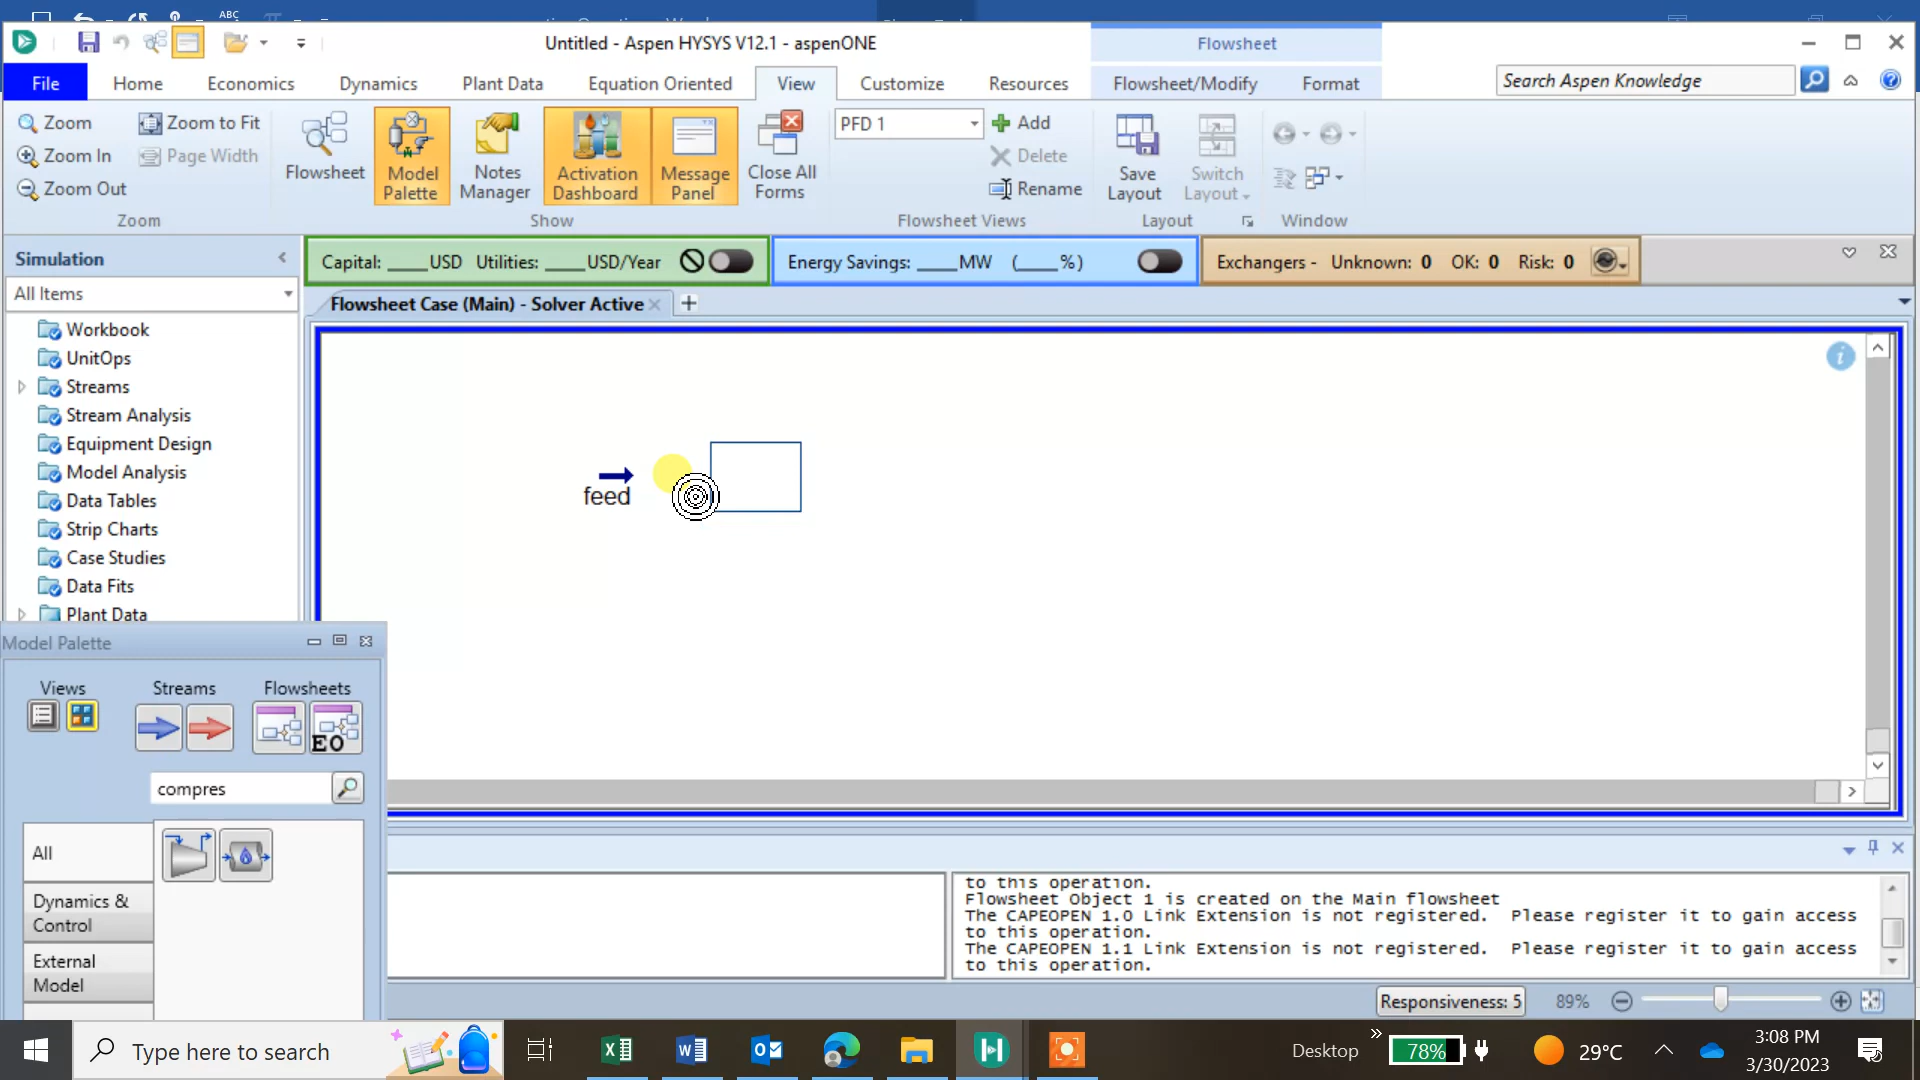 ABC
Untitled - Aspen HYSYS V12.1 - aspenONE
Flowsheet
File
Home
Economics
Dynamics
Plant Data
Equation Oriented
View
Customize
Resources
Flowsheet/Modify
Format
Search Aspen Knowledge
Zoom
Zoom In
Zoom Out
Zoom to Fit
Page Width
Zoom
Flowsheet
Model
Palette
Notes
Manager
Activation
Dashboard
Message
Panel
Close All
Forms
Show
PFD 1
Add
Delete
Rename
Flowsheet Views
Save
Layout
Switch
Layout
Layout
Window
Simulation
All Items
Workbook
UnitOps
Streams
Stream Analysis
Equipment Design
Model Analysis
Data Tables
Strip Charts
Case Studies
Data Fits
Plant Data
Capital: ____USD Utilities: ____USD/Year
Energy Savings: ____MW (____%)
Exchangers - Unknown: 0 OK: 0 Risk: 0
Flowsheet Case (Main) - Solver Active
feed
Model Palette
Views
Streams
Flowsheets
EO
compres
All
Dynamics &
Control
External
Model
to this operation.
Flowsheet Object 1 is created on the Main flowsheet
The CAPEOPEN 1.0 Link Extension is not registered. Please register it to gain access
to this operation.
The CAPEOPEN 1.1 Link Extension is not registered. Please register it to gain access
to this operation.
Responsiveness: 5
89%
Type here to search
Desktop
78%
29°C
3:08 PM
3/30/2023